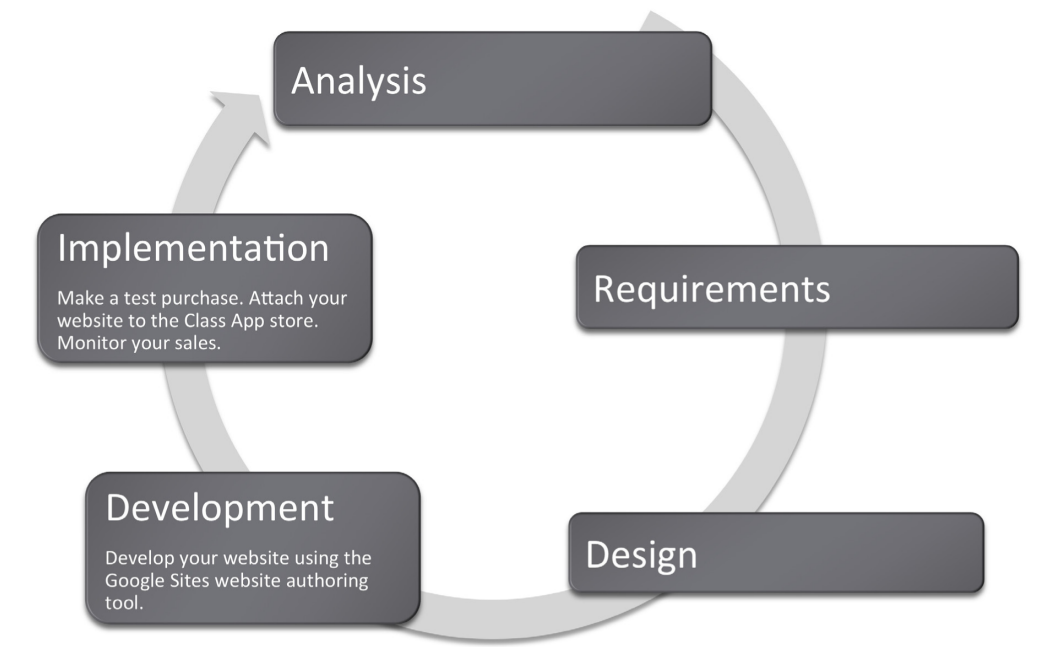 Analysis
Requirements
Design
Development
Develop your website using the
Google Sites website authoring
tool.
Implementation
Make a test purchase. Attach your
website to the Class App store.
Monitor your sales.